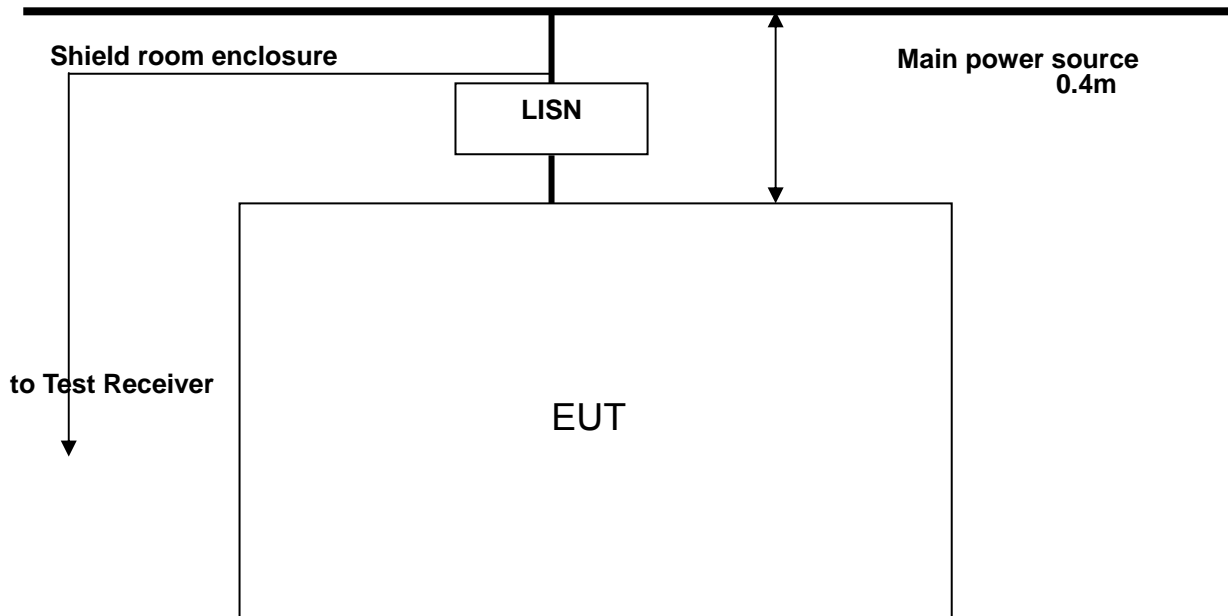 Shield room enclosure
Main power source
0.4m
LISN
to Test Receiver
EUT